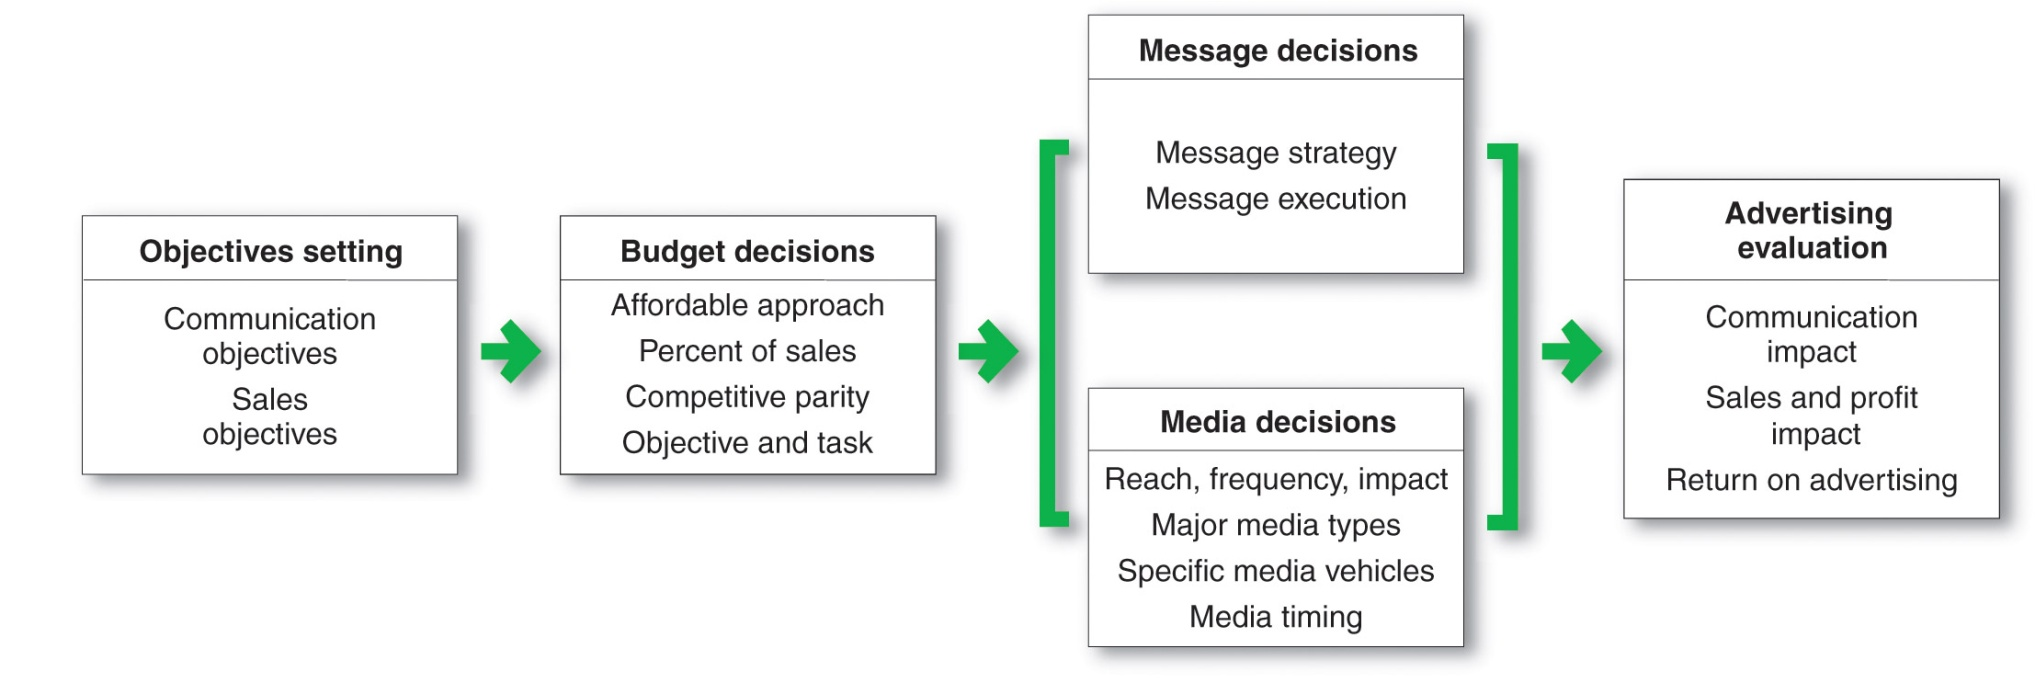 Objectives setting
Communication
objectives
Sales
objectives
Budget decisions
Affordable approach
Percent of sales
Competitive parity
Objective and task
Message decisions
Message strategy
Message execution
Media decisions
Reach, frequency, impact
Major media types
Specific media vehicles
Media timing
Advertising
evaluation
Communication
impact
Sales and profit
impact
Return on advertising